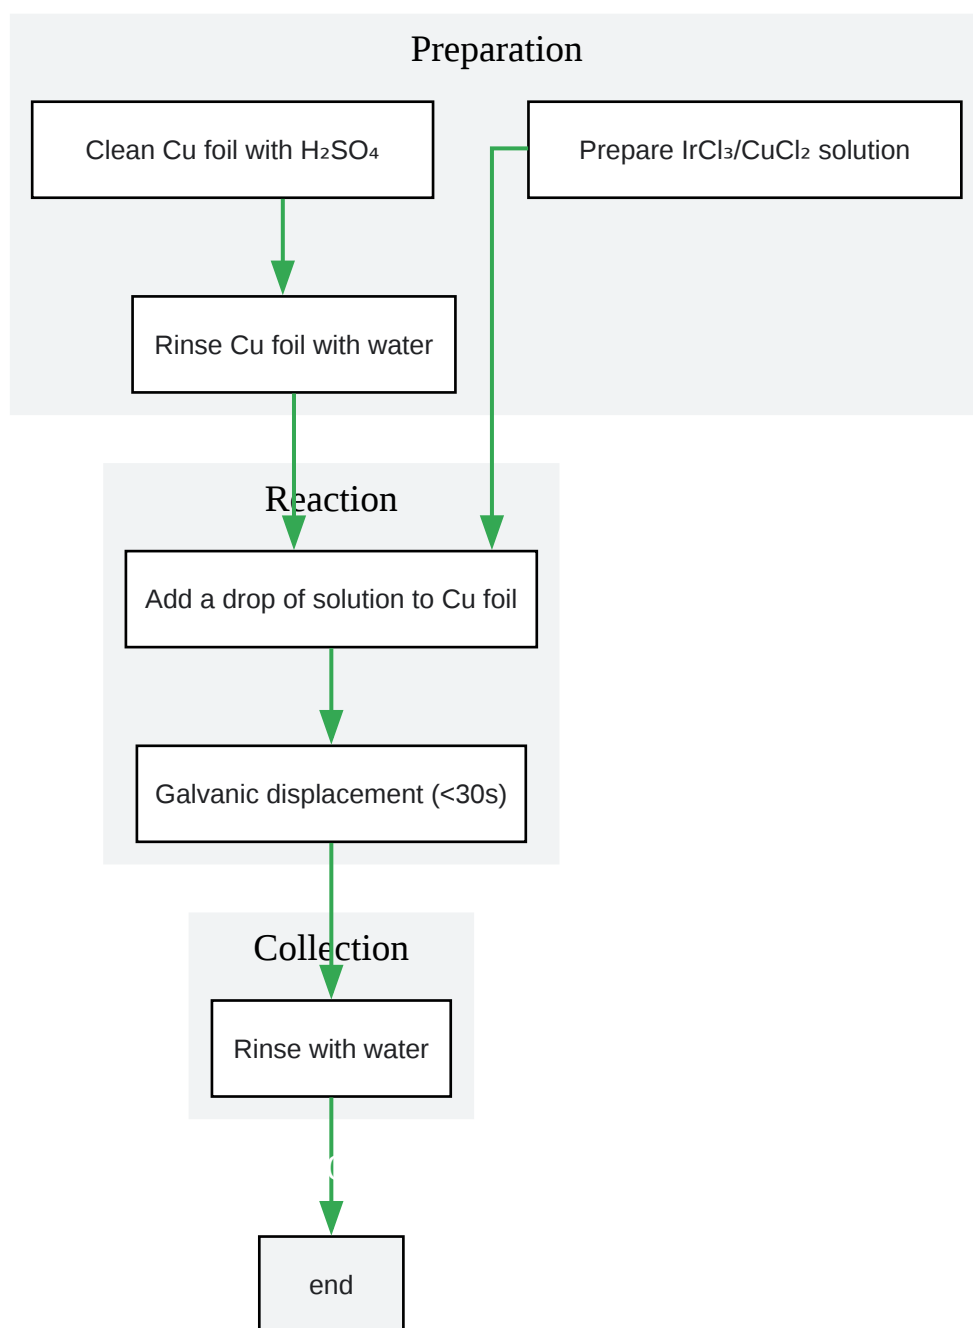 Preparation
Clean Cu foil with H₂SO₄
Prepare IrCl₃/CuCl₂ solution
Rinse Cu foil with water
Reaction
Add a drop of solution to Cu foil
Galvanic displacement (<30s)
Collection
Rinse with water
end